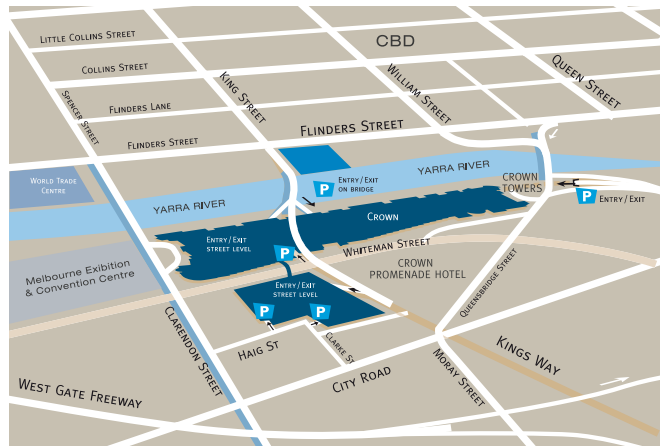 LITTLE COLLINS STREET
CBD
COLLINS STREET
KING STREET
WILLIAM STREET
QUEEN STREET
SPENCER STREET
FLINDERS LANE
FLINDERS STREET
FLINDERS STREET
WORLD TRADE
CENTRE
P
ENTRY/EXIT
ON BRIDGE
YARRA RIVER
CROWN
TOWERS
P
ENTRY/EXIT
YARRA RIVER
CROWN
ENTRY/EXIT
STREET LEVEL
P
WHITEMAN STREET
Melbourne Exibition
& Convention Centre
CROWN
PROMENADE HOTEL
QUEENSBRIDGE STREET
ENTRY/EXIT
STREET LEVEL
P
P
CLARENDON STREET
HAIG ST
CLARKE ST
KINGS WAY
CITY ROAD
MORAY STREET
WEST GATE FREEWAY